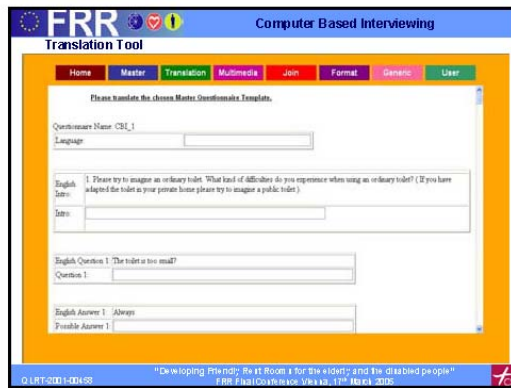 FRR
Computer Based Interviewing
Translation Tool
Home Master Translation Multimedia Join Format Generic User
Please translate the chosen Master Questionnaire Template.
Questionnaire Name: CBI_1
Language:
English Intro: 1. Please try to imagine an ordinary toilet. What kind of difficulties do you experience when using an ordinary toilet? ( If you have
adapted the toilet in your private home please try to imagine a public toilet.)
Intro:
English Question 1: The toilet is too small?
Question 1:
English Answer 1: Always
Possible Answer 1:
"Developing Friendly Rest Rooms for the elderly and the disabled people"
QLRT-2001-00458
FRR Final Conference Vienna, 17th March 2005